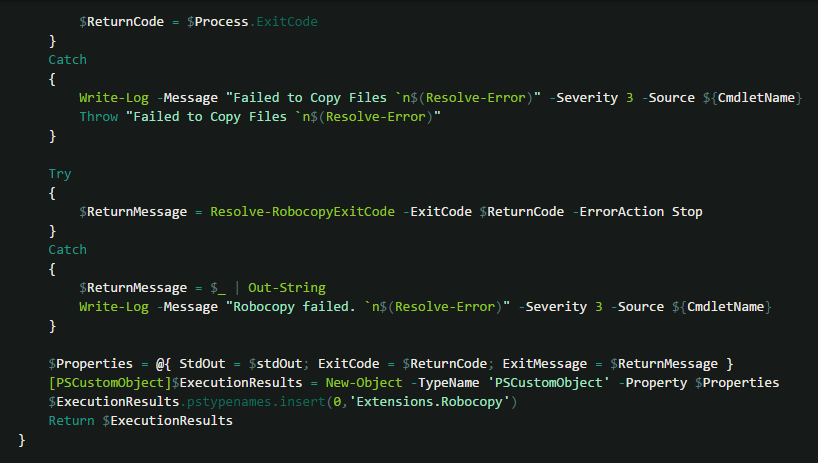 $ReturnCode = $Process.ExitCode
    }
    Catch
    {
        Write-Log -Message "Failed to Copy Files `n$(Resolve-Error)" -Severity 3 -Source ${CmdletName}
        Throw "Failed to Copy Files `n$(Resolve-Error)"
    }

    Try
    {
        $ReturnMessage = Resolve-RobocopyExitCode -ExitCode $ReturnCode -ErrorAction Stop
    }
    Catch
    {
        $ReturnMessage = $_ | Out-String
        Write-Log -Message "Robocopy failed. `n$(Resolve-Error)" -Severity 3 -Source ${CmdletName}
    }

    $Properties = @{ StdOut = $stdOut; ExitCode = $ReturnCode; ExitMessage = $ReturnMessage }
    [PSCustomObject]$ExecutionResults = New-Object -TypeName 'PSCustomObject' -Property $Properties
    $ExecutionResults.pstypenames.insert(0,'Extensions.Robocopy')
    Return $ExecutionResults
}